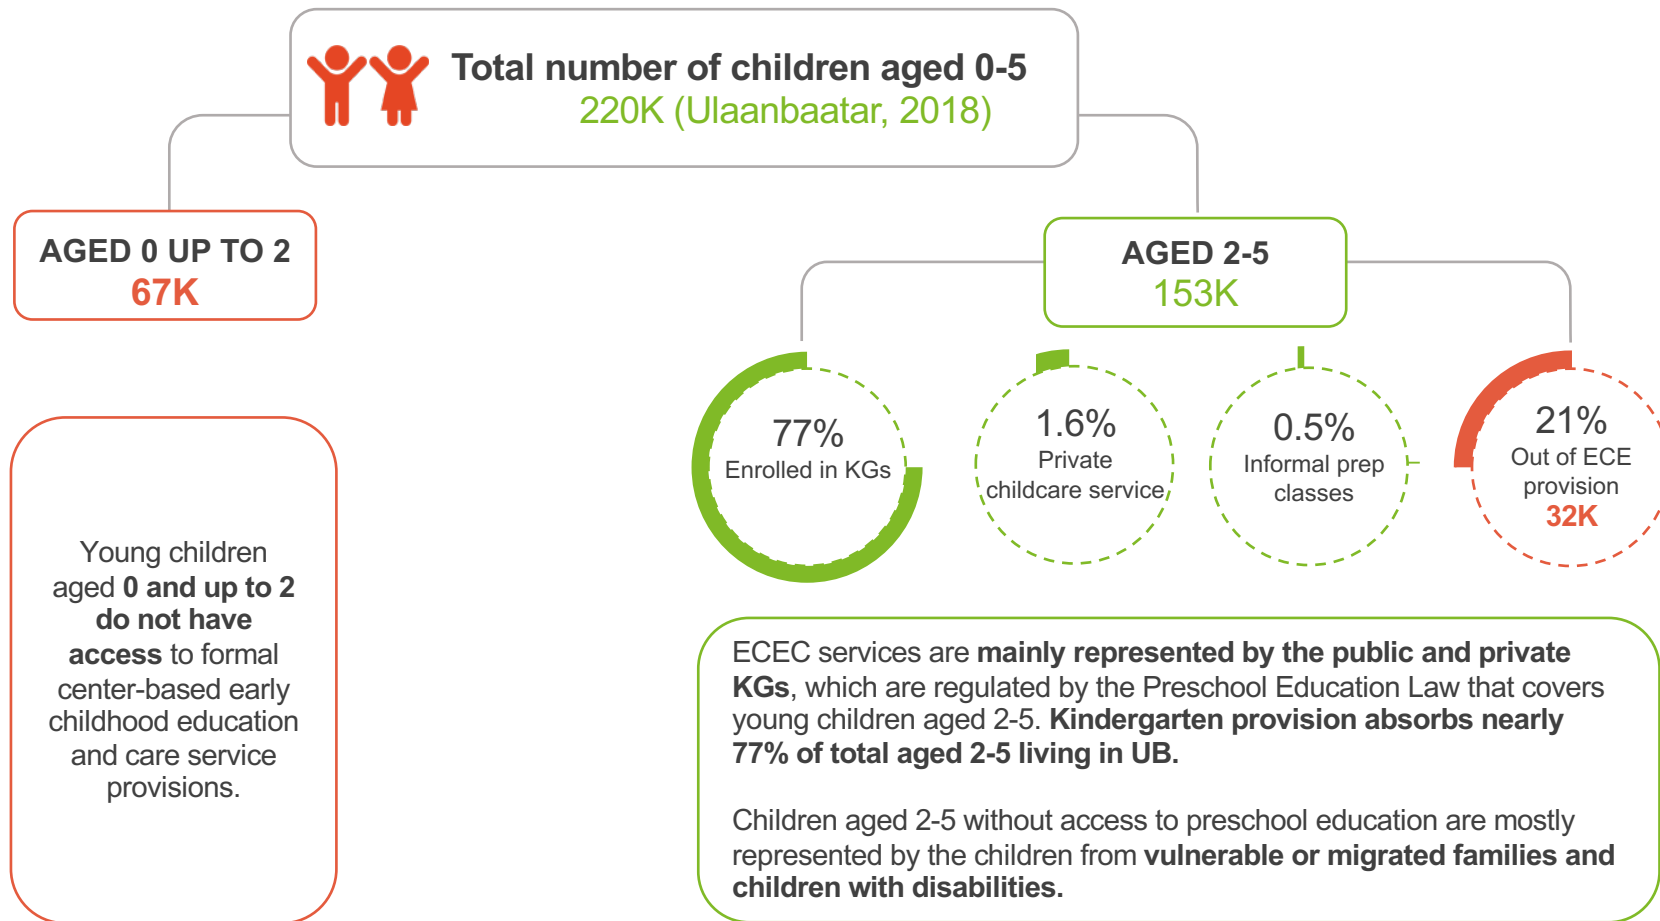 Total number of children aged 0-5
220K (Ulaanbaatar, 2018)
AGED 0 UP TO 2
67K
AGED 2-5
153K
77%
Enrolled in KGs
1.6%
Private
childcare service
0.5%
Informal prep
classes
21%
Out of ECE
provision
32K
Young children
aged 0 and up to 2
do not have
access to formal
center-based early
childhood education
and care service
provisions.
ECEC services are mainly represented by the public and private
KGs, which are regulated by the Preschool Education Law that covers
young children aged 2-5. Kindergarten provision absorbs nearly
77% of total aged 2-5 living in UB.
Children aged 2-5 without access to preschool education are mostly
represented by the children from vulnerable or migrated families and
children with disabilities.